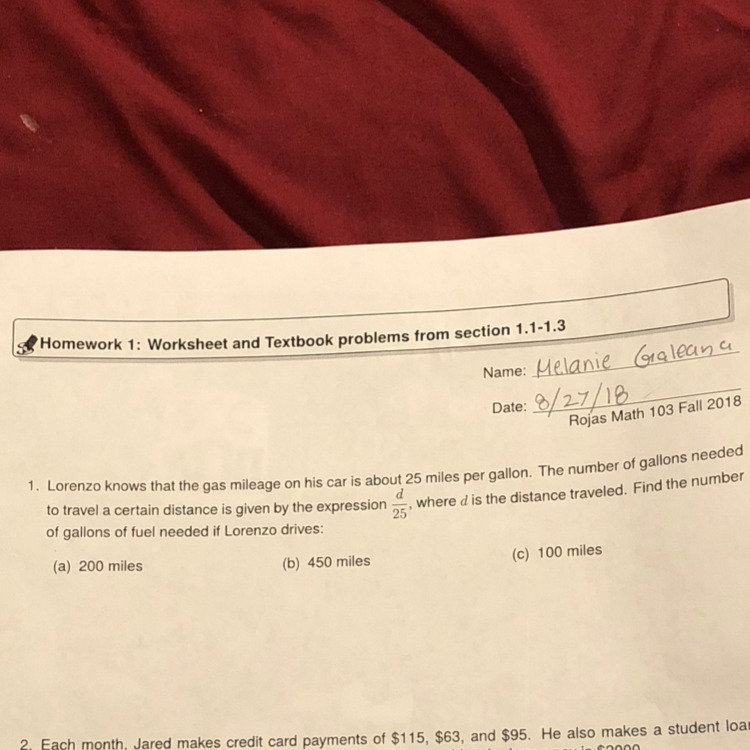 Homework 1: Worksheet and Textbook problems from section 1.1-1.3
Name: Melanie Galeana
Date: 8/27/18
Rojas Math 103 Fall 2018
1. Lorenzo knows that the gas mileage on his car is about 25 miles per gallon. The number of gallons needed
to travel a certain distance is given by the expression d/25, where d is the distance traveled. Find the number
of gallons of fuel needed if Lorenzo drives:
(a) 200 miles (b) 450 miles (c) 100 miles
2. Each month, Jared makes credit card payments of $115, $63, and $95. He also makes a student loan
is $2000